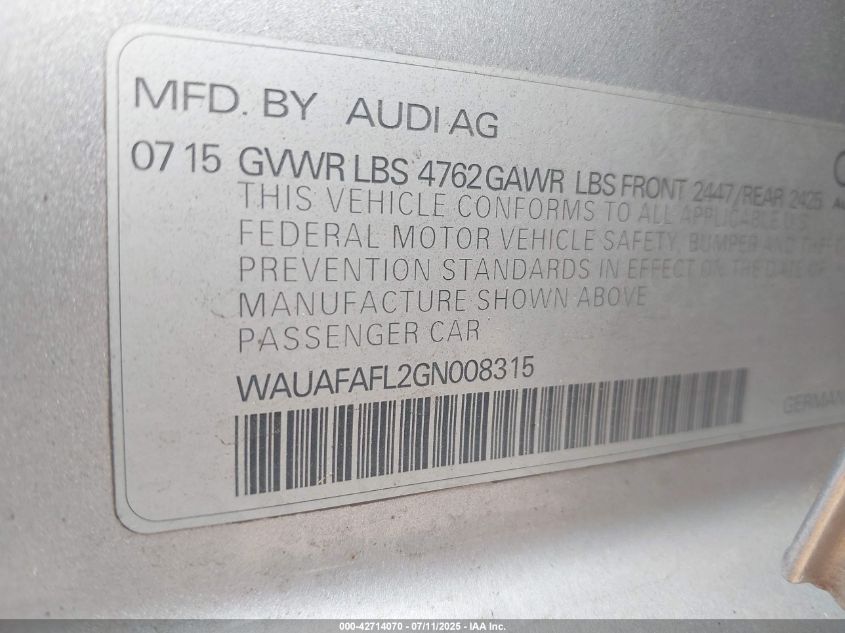 MFD. BY AUDI AG
07 15 GVWR LBS 4762 GAWR LBS FRONT 2447/REAR 2425
THIS VEHICLE CONFORMS TO ALL APPLICABLE U.S.
FEDERAL MOTOR VEHICLE SAFETY, BUMPER AND THEFT
PREVENTION STANDARDS IN EFFECT ON THE DATE OF
MANUFACTURE SHOWN ABOVE
PASSENGER CAR
WAUAFAFL2GN008315
GERMAN
000-42714070 - 07/11/2025 - IAA Inc.